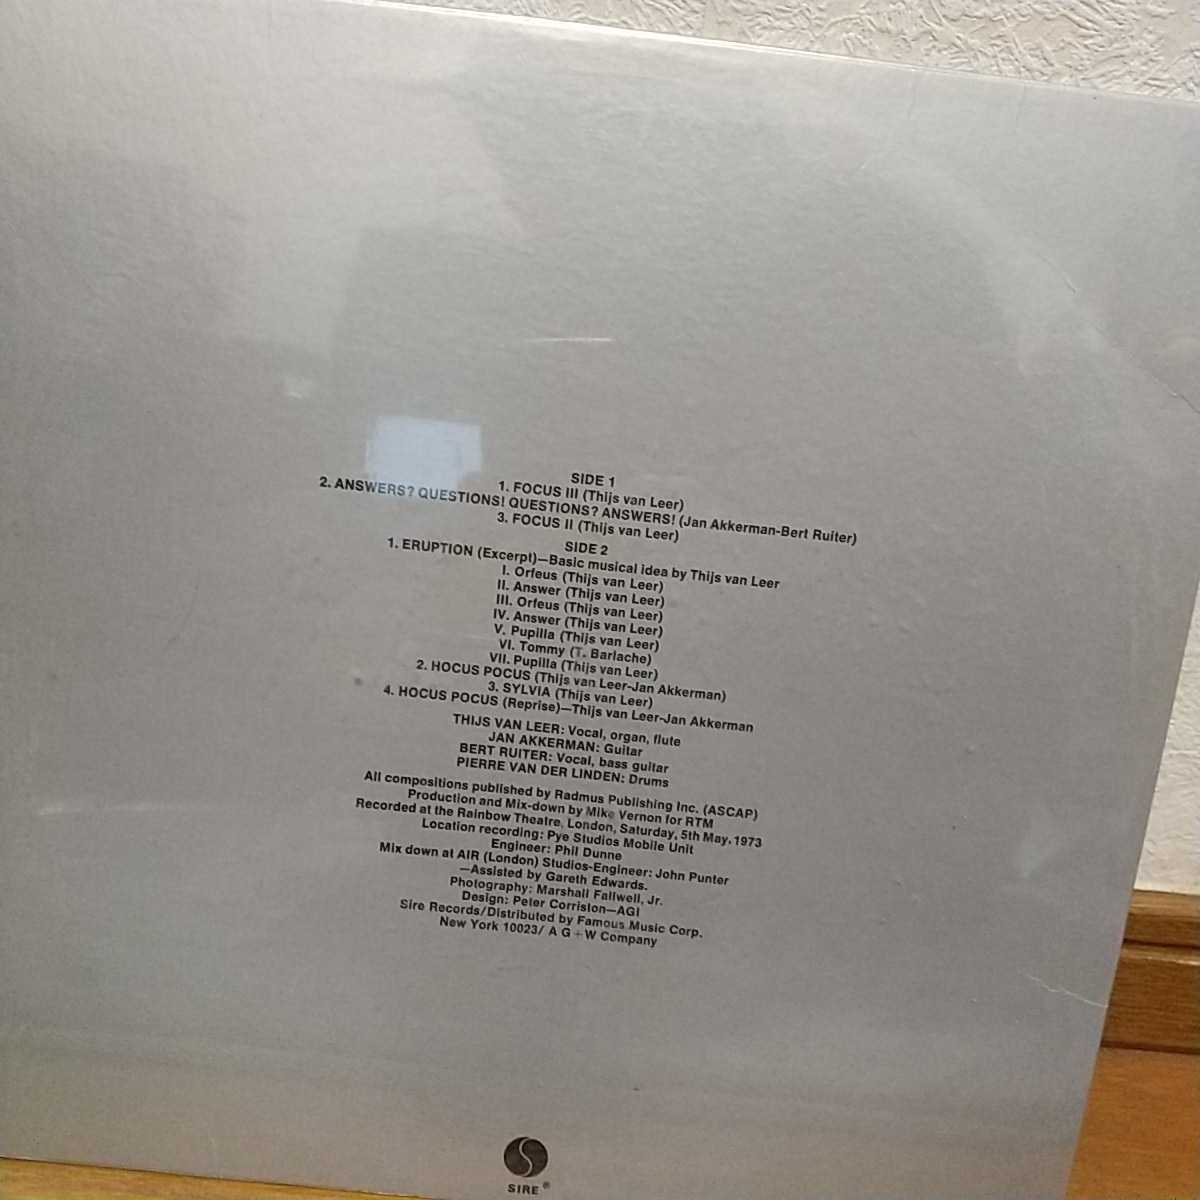 SIDE 1
1. FOCUS III (Thijs van Leer)
2. ANSWERS? QUESTIONS! QUESTIONS? ANSWERS! (Jan Akkerman-Bert Ruiter)
3. FOCUS II (Thijs van Leer)
SIDE 2
1. ERUPTION (Excerpt)—Basic musical idea by Thijs van Leer
I. Orfeus (Thijs van Leer)
II. Answer (Thijs van Leer)
III. Orfeus (Thijs van Leer)
IV. Answer (Thijs van Leer)
V. Pupilla (Thijs van Leer)
VI. Tommy (T. Barlache)
VII. Pupilla (Thijs van Leer)
2. HOCUS POCUS (Thijs van Leer-Jan Akkerman)
3. SYLVIA (Thijs van Leer)
4. HOCUS POCUS (Reprise)—Thijs van Leer-Jan Akkerman
THIJS VAN LEER: Vocal, organ, flute
JAN AKKERMAN: Guitar
BERT RUITER: Vocal, bass guitar
PIERRE VAN DER LINDEN: Drums
All compositions published by Radmus Publishing Inc. (ASCAP)
Production and Mix-down by Mike Vernon for RTM
Recorded at the Rainbow Theatre, London, Saturday, 5th May, 1973
Location recording: Pye Studios Mobile Unit
Engineer: Phil Dunne
Mix down at AIR (London) Studios-Engineer: John Punter
—Assisted by Gareth Edwards.
Photography: Marshall Fallwell, Jr.
Design: Peter Corriston—AGI
Sire Records/Distributed by Famous Music Corp.
New York 10023/ A G+W Company
SIRE ®